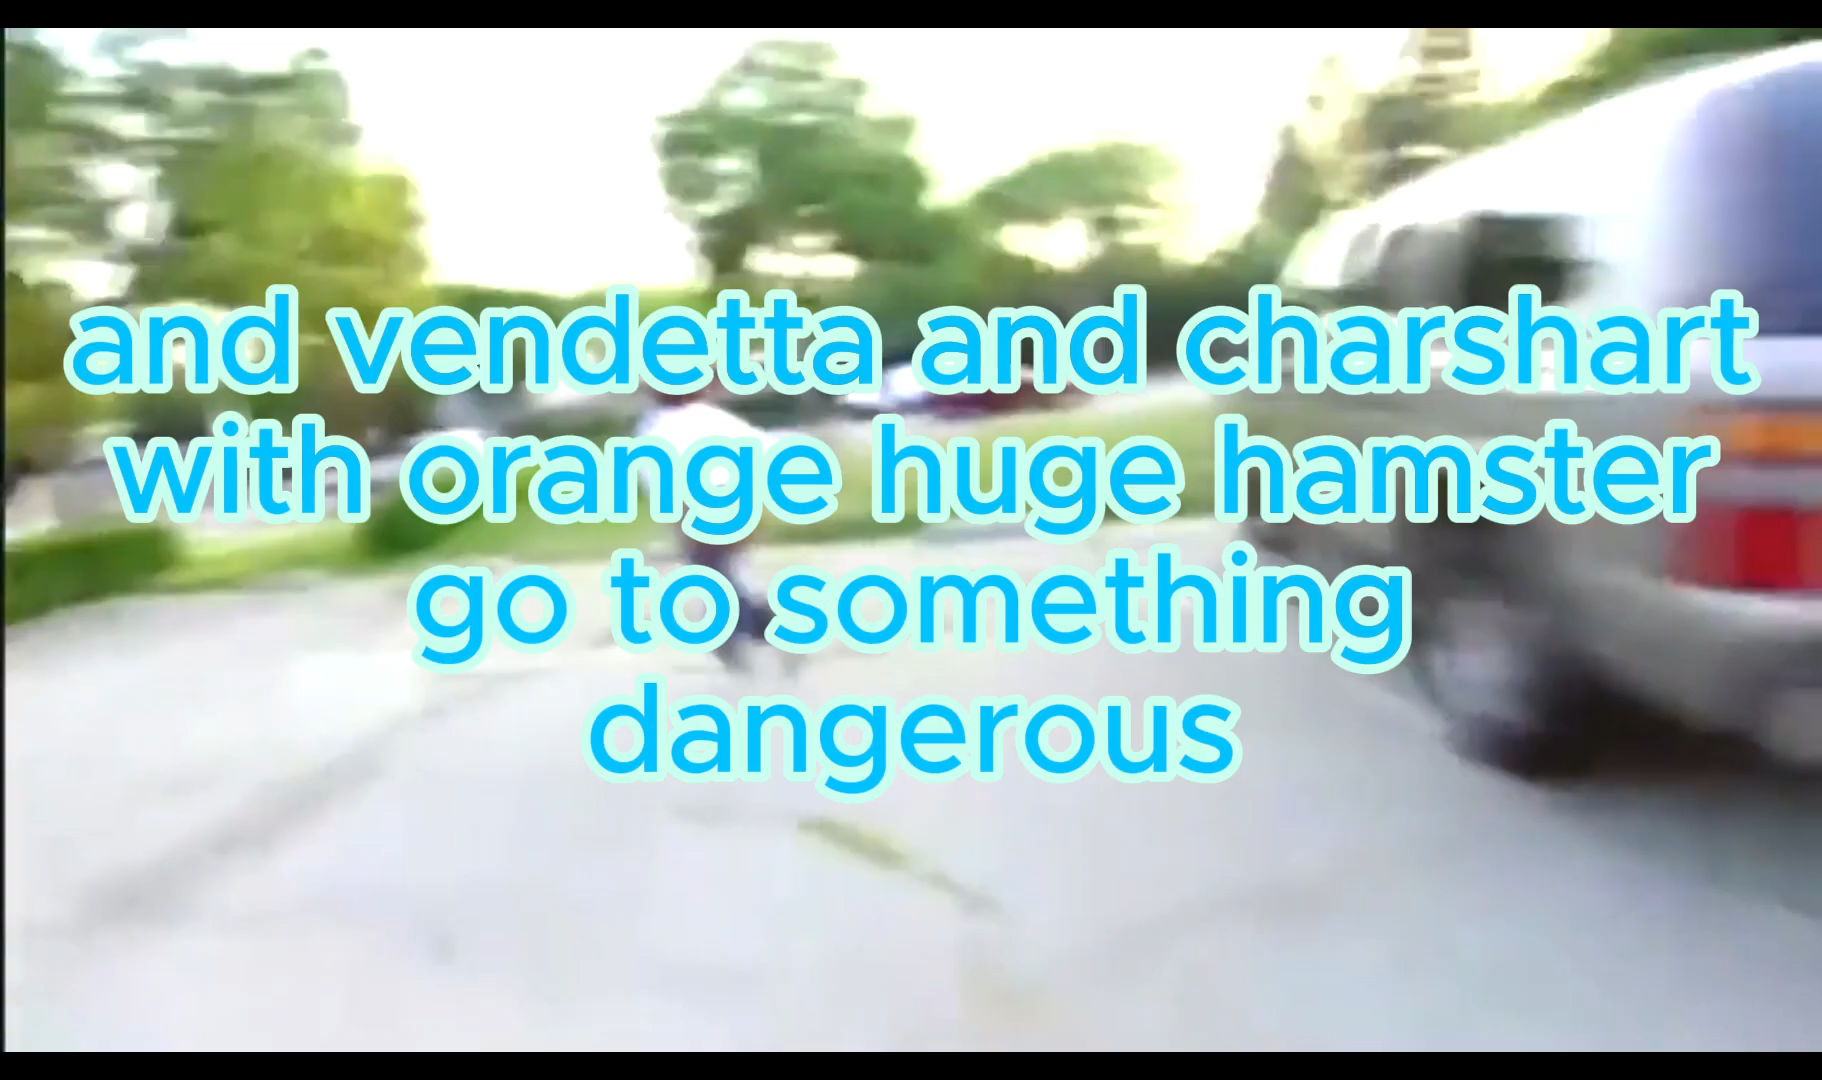 and vendetta and charshart
with orange huge hamster
go to something
dangerous